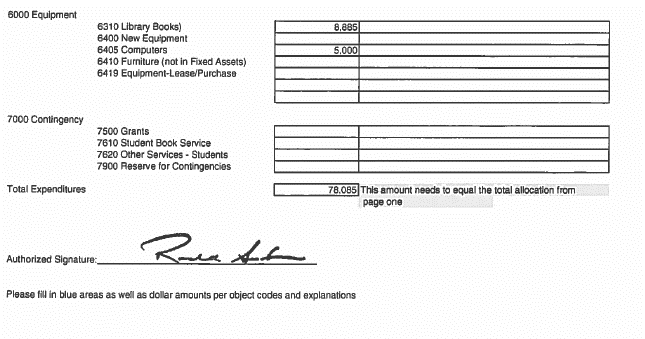 6000 Equipment
6310 Library Books) 8,885
6400 New Equipment
6405 Computers 5,000
6410 Furniture (not in Fixed Assets)
6419 Equipment-Lease/Purchase
7000 Contingency
7500 Grants
7610 Student Book Service
7620 Other Services - Students
7900 Reserve for Contingencies
Total Expenditures 78,085 This amount needs to equal the total allocation from
page one
Authorized Signature:
Please fill in blue areas as well as dollar amounts per object codes and explanations